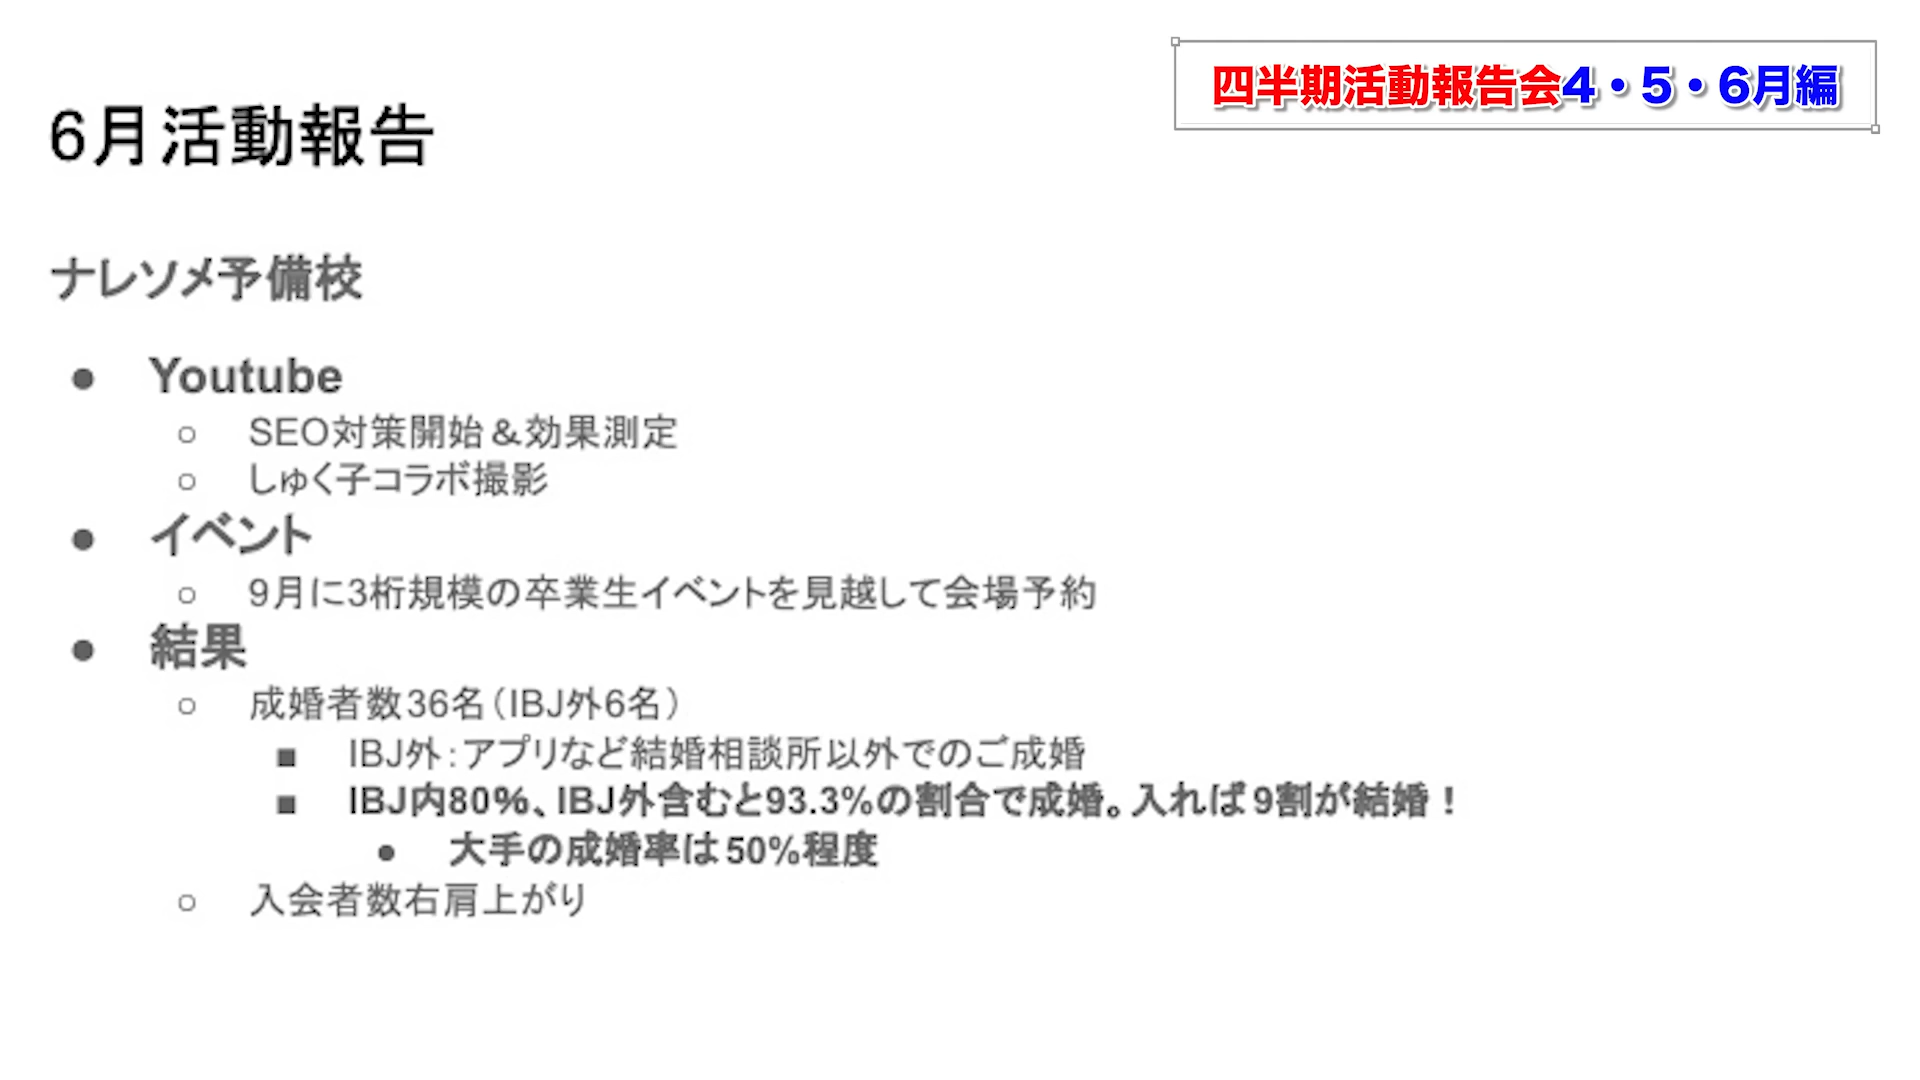 四半期活動報告会4・5・6月編
6月活動報告
ナレソメ予備校
● Youtube
○ SEO対策開始＆効果測定
○ しゅく子コラボ撮影
● イベント
○ 9月に3桁規模の卒業生イベントを見越して会場予約
● 結果
○ 成婚者数36名（IBJ外6名）
■ IBJ外：アプリなど結婚相談所以外でのご成婚
■ IBJ内80%、IBJ外含むと93.3%の割合で成婚。入れば9割が結婚！
● 大手の成婚率は50%程度
○ 入会者数右肩上がり